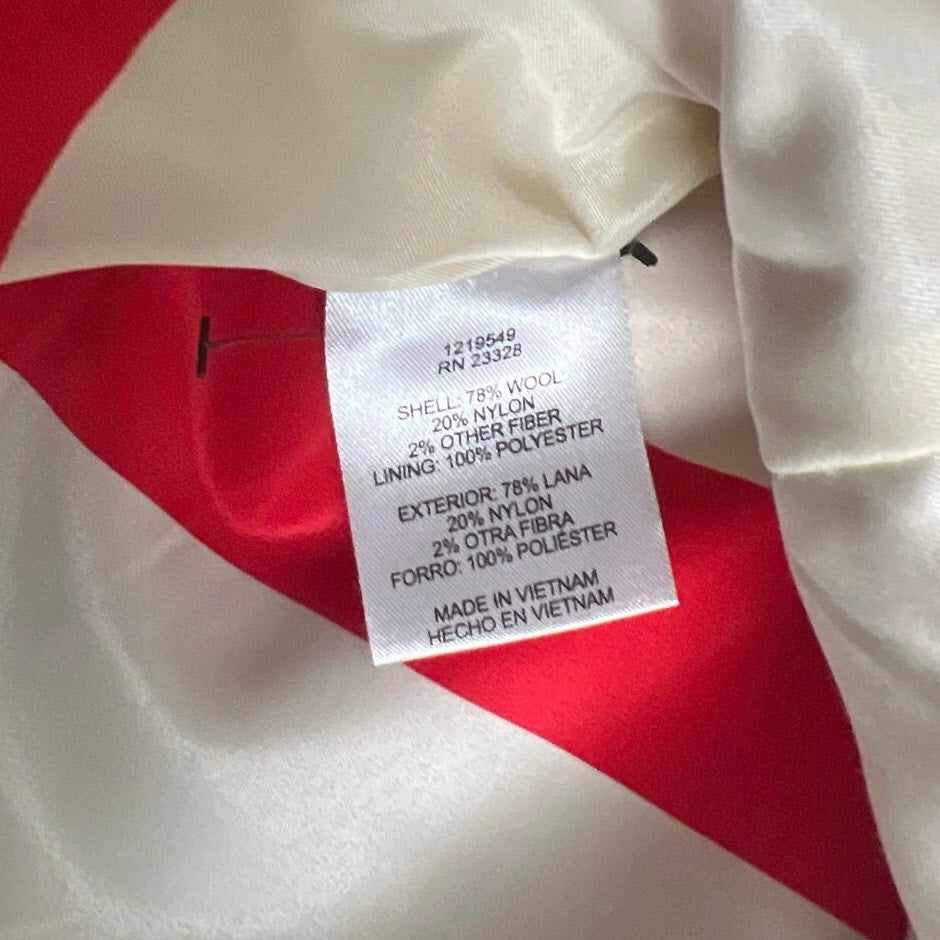 1219549
RN 23328
SHELL: 78% WOOL
20% NYLON
2% OTHER FIBER
LINING: 100% POLYESTER
EXTERIOR: 78% LANA
20% NYLON
2% OTRA FIBRA
FORRO: 100% POLIÉSTER
MADE IN VIETNAM
HECHO EN VIETNAM